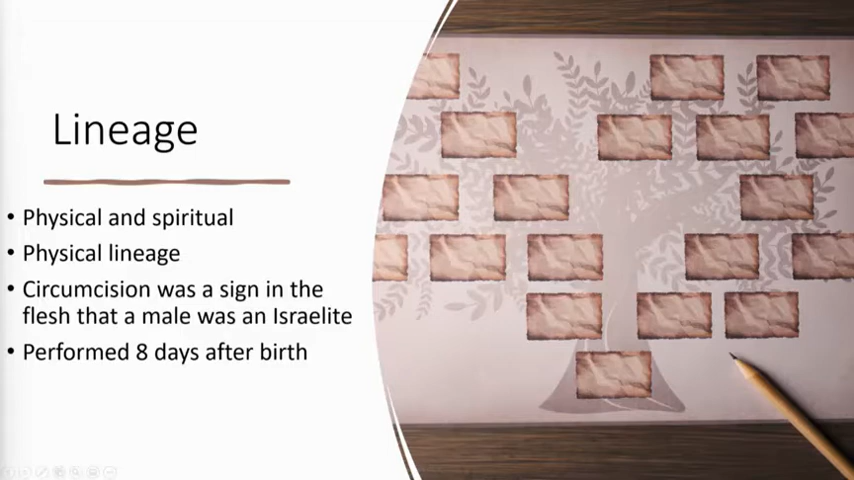 Lineage
• Physical and spiritual
• Physical lineage
• Circumcision was a sign in the
flesh that a male was an Israelite
• Performed 8 days after birth